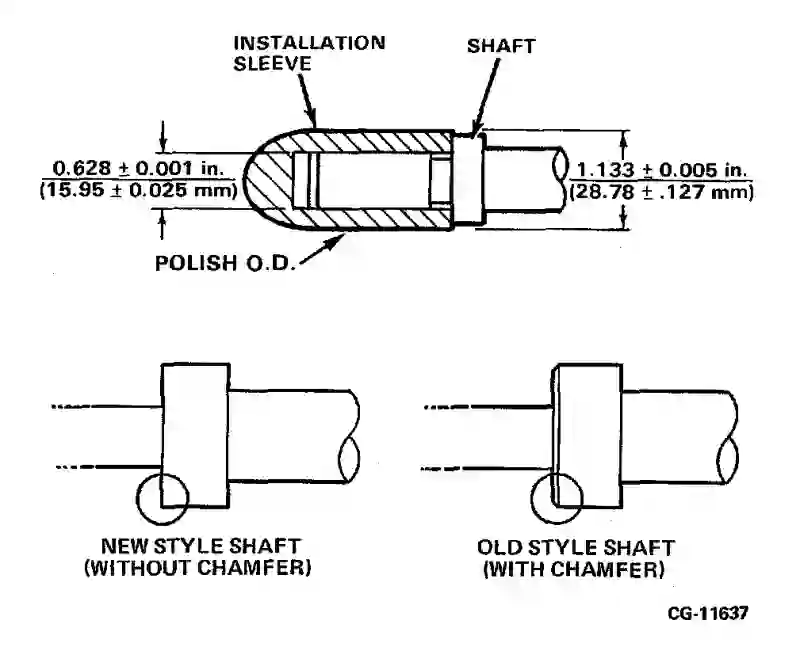 INSTALLATION
SLEEVE
SHAFT
0.628 ± 0.001 in.
(15.95 ± 0.025 mm)
1.133 ± 0.005 in.
(28.78 ± .127 mm)
POLISH O.D.
NEW STYLE SHAFT
(WITHOUT CHAMFER)
OLD STYLE SHAFT
(WITH CHAMFER)
CG-11637